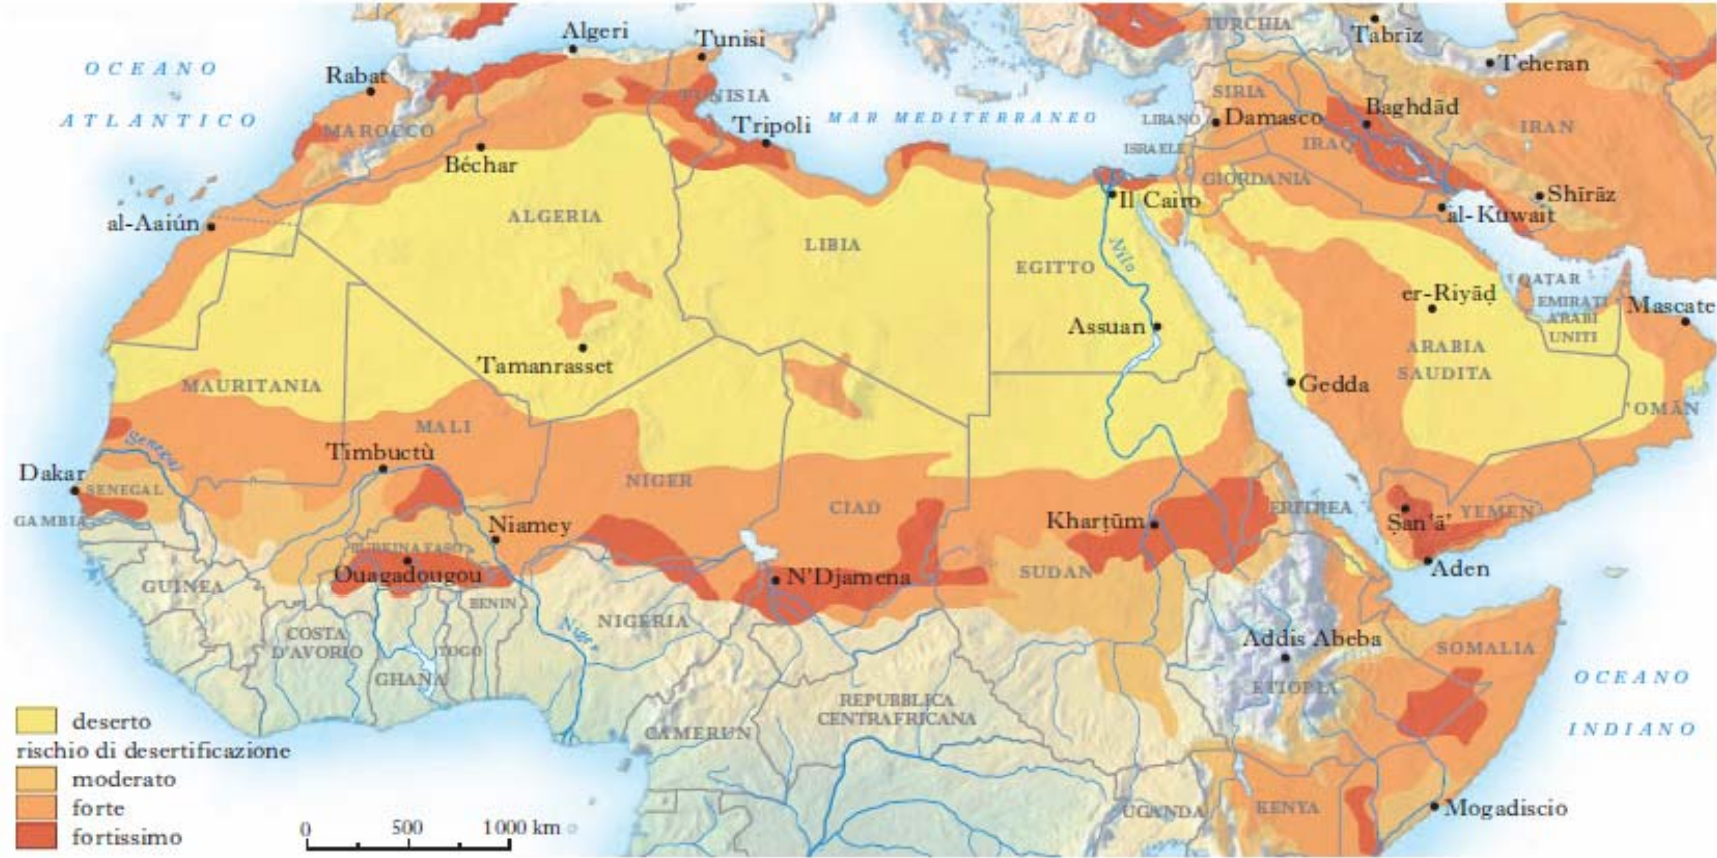 OCEANO
ATLANTICO
Algeri
Tunisi
Rabat
MAROCCO
TUNISIA
Tripoli
MAR MEDITERRANEO
Béchar
al-Aaiún
ALGERIA
LIBIA
EGITTO
Nilo
Il Cairo
Assuan
Tamanrasset
MAURITANIA
MALI
TURCHIA
Tabrīz
Teheran
SIRIA
Baghdād
LIBANO
Damasco
IRAN
ISRAELE
IRAQ
GIORDANIA
Shīrāz
al-Kuwait
QATAR
er-Riyāḍ
EMIRATI
ARABI
UNITI
Mascate
ARABIA
SAUDITA
Gedda
OMĀN
Senegal
Timbuctù
Dakar
SENEGAL
NIGER
GAMBIA
Niamey
CIAD
Kharṭūm
ERITREA
Ṣan'ā'
YEMEN
BURKINA FASO
Ouagadougou
N'Djamena
SUDAN
Aden
GUINEA
BENIN
NIGERIA
Niger
COSTA
D'AVORIO
TOGO
GHANA
Addis Abeba
SOMALIA
ETIOPIA
OCEANO
INDIANO
REPUBBLICA
CENTRAFRICANA
CAMERUN
UGANDA
KENYA
Mogadiscio
deserto
rischio di desertificazione
moderato
forte
fortissimo
0 500 1000 km